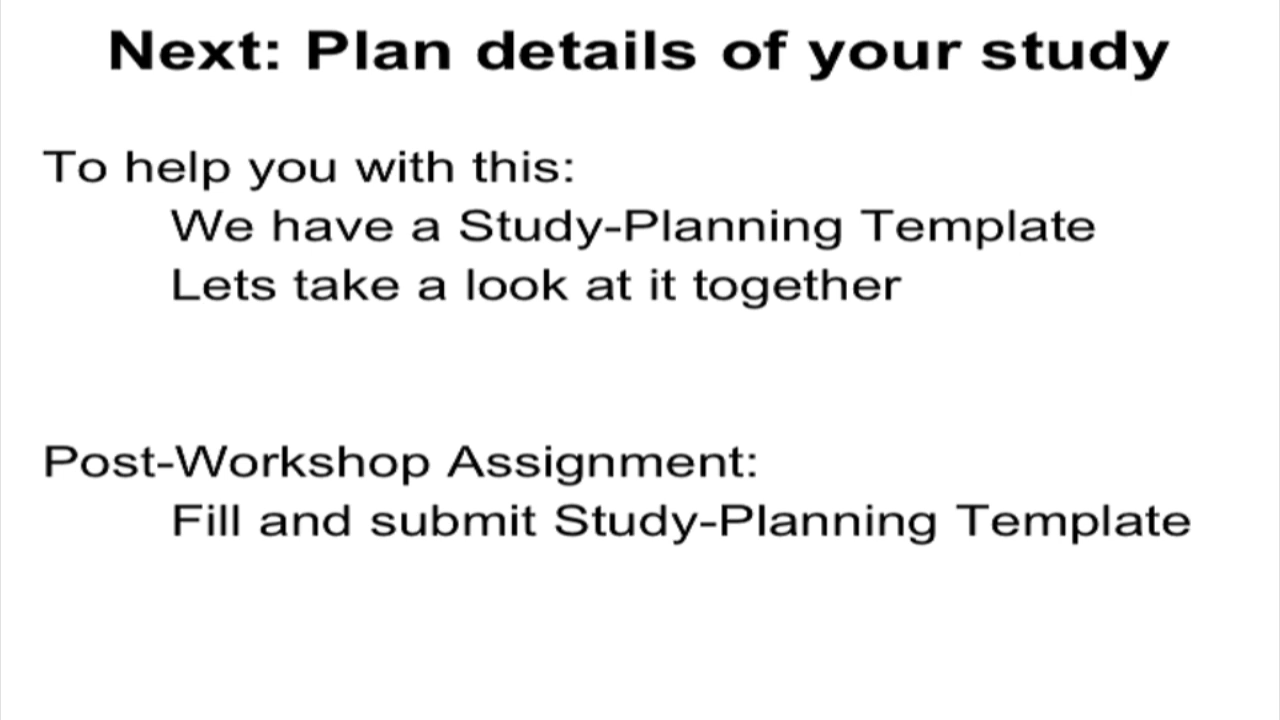 Next: Plan details of your study
To help you with this:
We have a Study-Planning Template
Lets take a look at it together
Post-Workshop Assignment:
Fill and submit Study-Planning Template